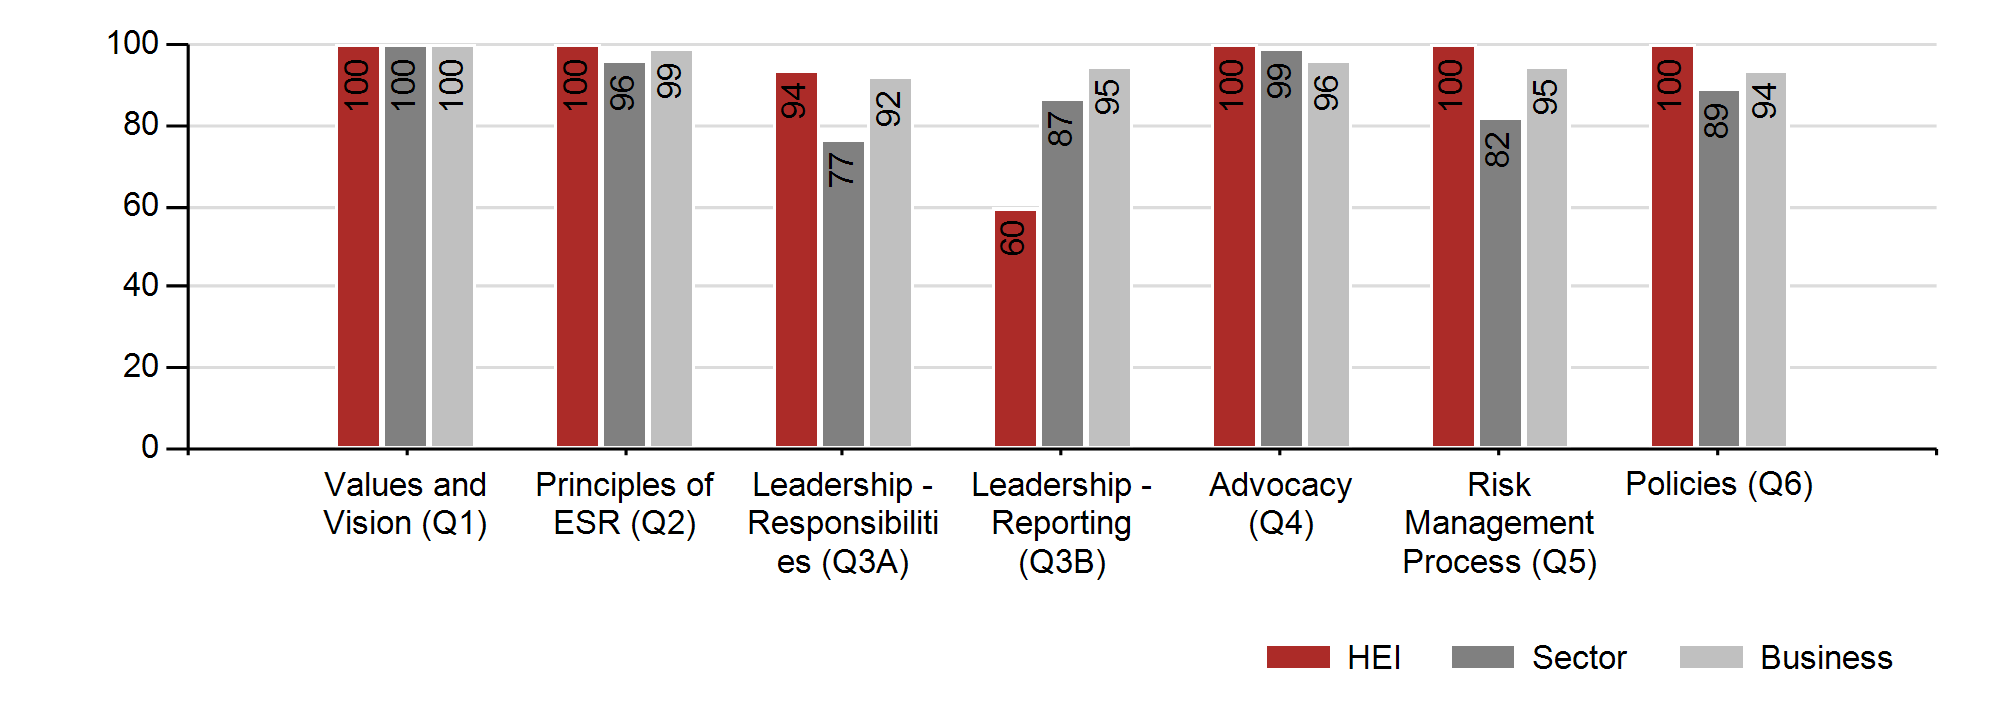 100
80
60
40
20
0
100 100 100
100 96 99
94 77 92
60 87 95
100 99 96
100 82 95
100 89 94
Values and
Vision (Q1)
Principles of
ESR (Q2)
Leadership -
Responsibiliti
es (Q3A)
Leadership -
Reporting
(Q3B)
Advocacy
(Q4)
Risk
Management
Process (Q5)
Policies (Q6)
HEI Sector Business